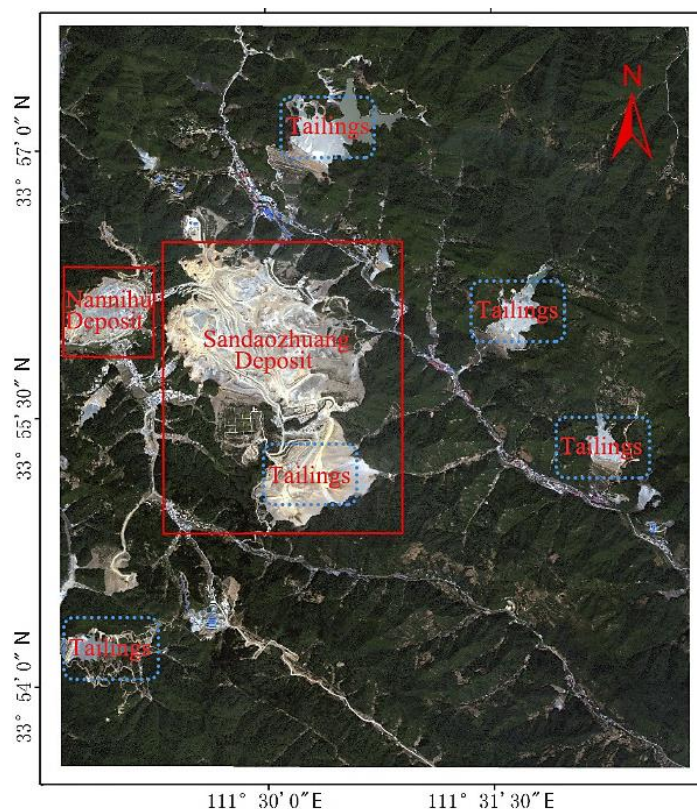 N
Tailings
33° 57′ 0″ N
Nannihu
Deposit
Sandaozhuang
Deposit
Tailings
33° 55′ 30″ N
Tailings
Tailings
Tailings
33° 54′ 0″ N
111° 30′ 0″E
111° 31′ 30″E